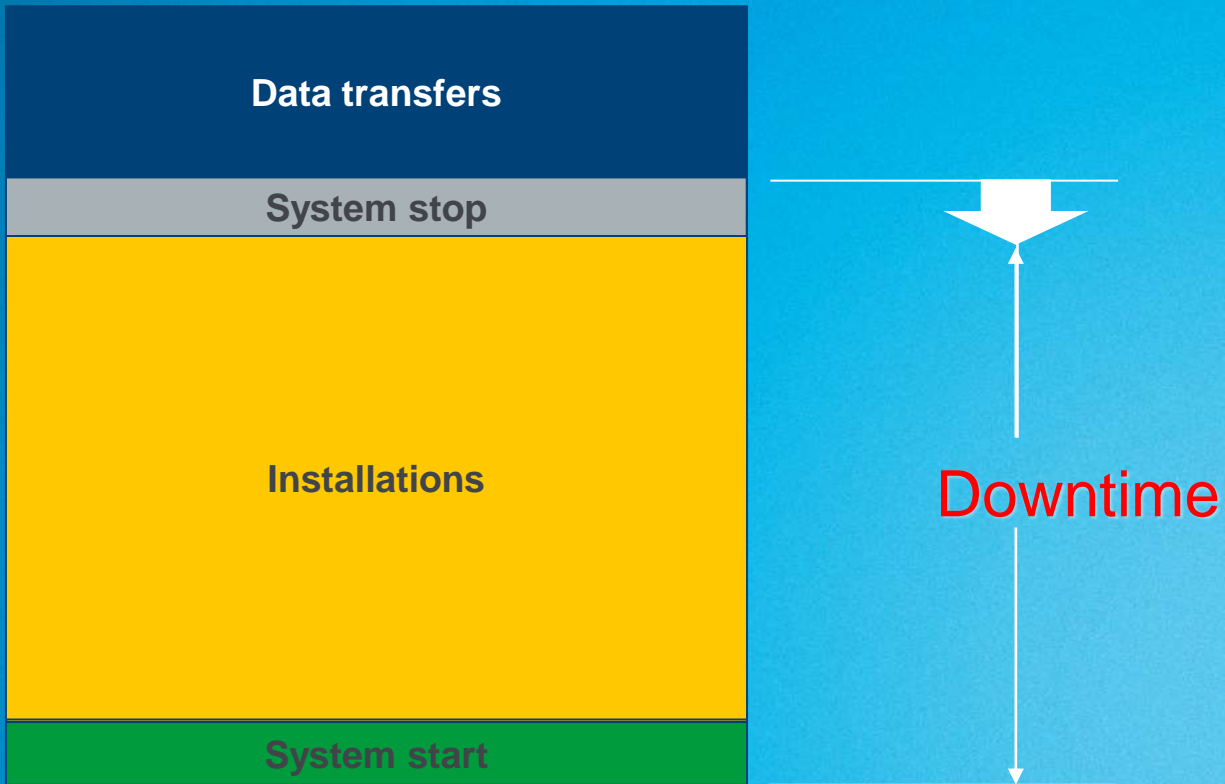 Data transfers
System stop
Installations
Downtime
System start